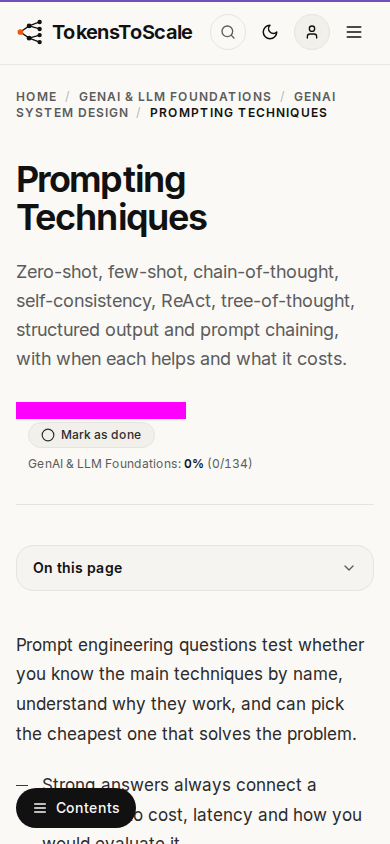 TokensToScale
HOME / GENAI & LLM FOUNDATIONS / GENAI
SYSTEM DESIGN / PROMPTING TECHNIQUES
Prompting
Techniques
Zero-shot, few-shot, chain-of-thought,
self-consistency, ReAct, tree-of-thought,
structured output and prompt chaining,
with when each helps and what it costs.
Mark as done
GenAI & LLM Foundations: 0% (0/134)
On this page
Prompt engineering questions test whether
you know the main techniques by name,
understand why they work, and can pick
the cheapest one that solves the problem.
— Strong answers always connect a
Contents
cost, latency and how you
would evaluate it